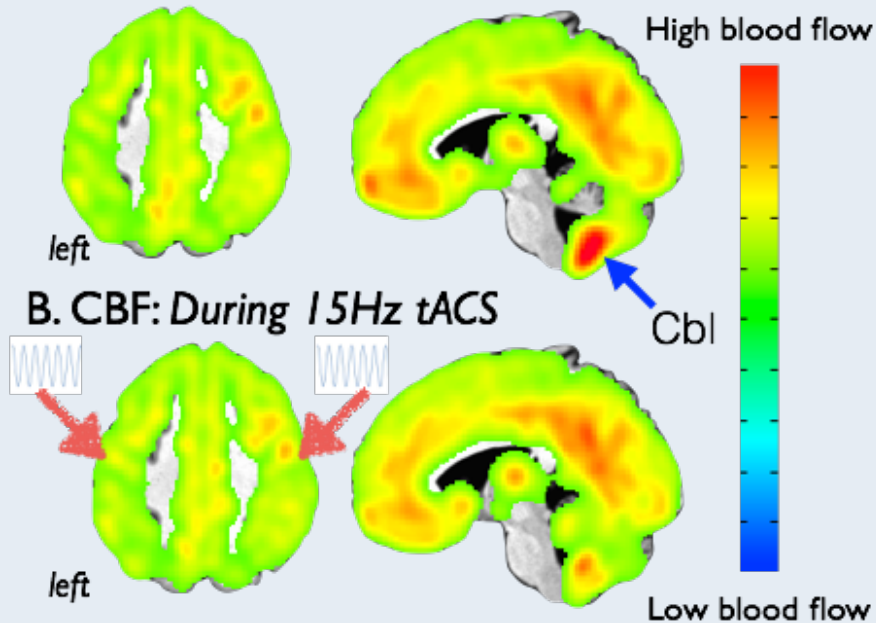 High blood flow
left
B. CBF: During 15Hz tACS
Cbl
left
Low blood flow